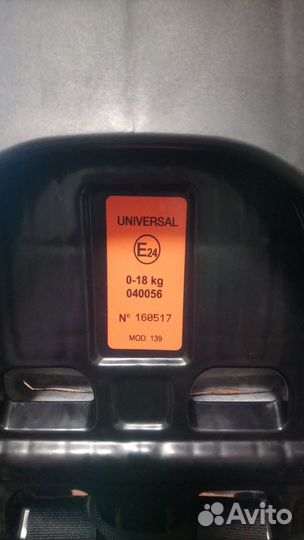 UNIVERSAL
E24
0-18 kg
040056
N° 160517
MOD. 139
Avito